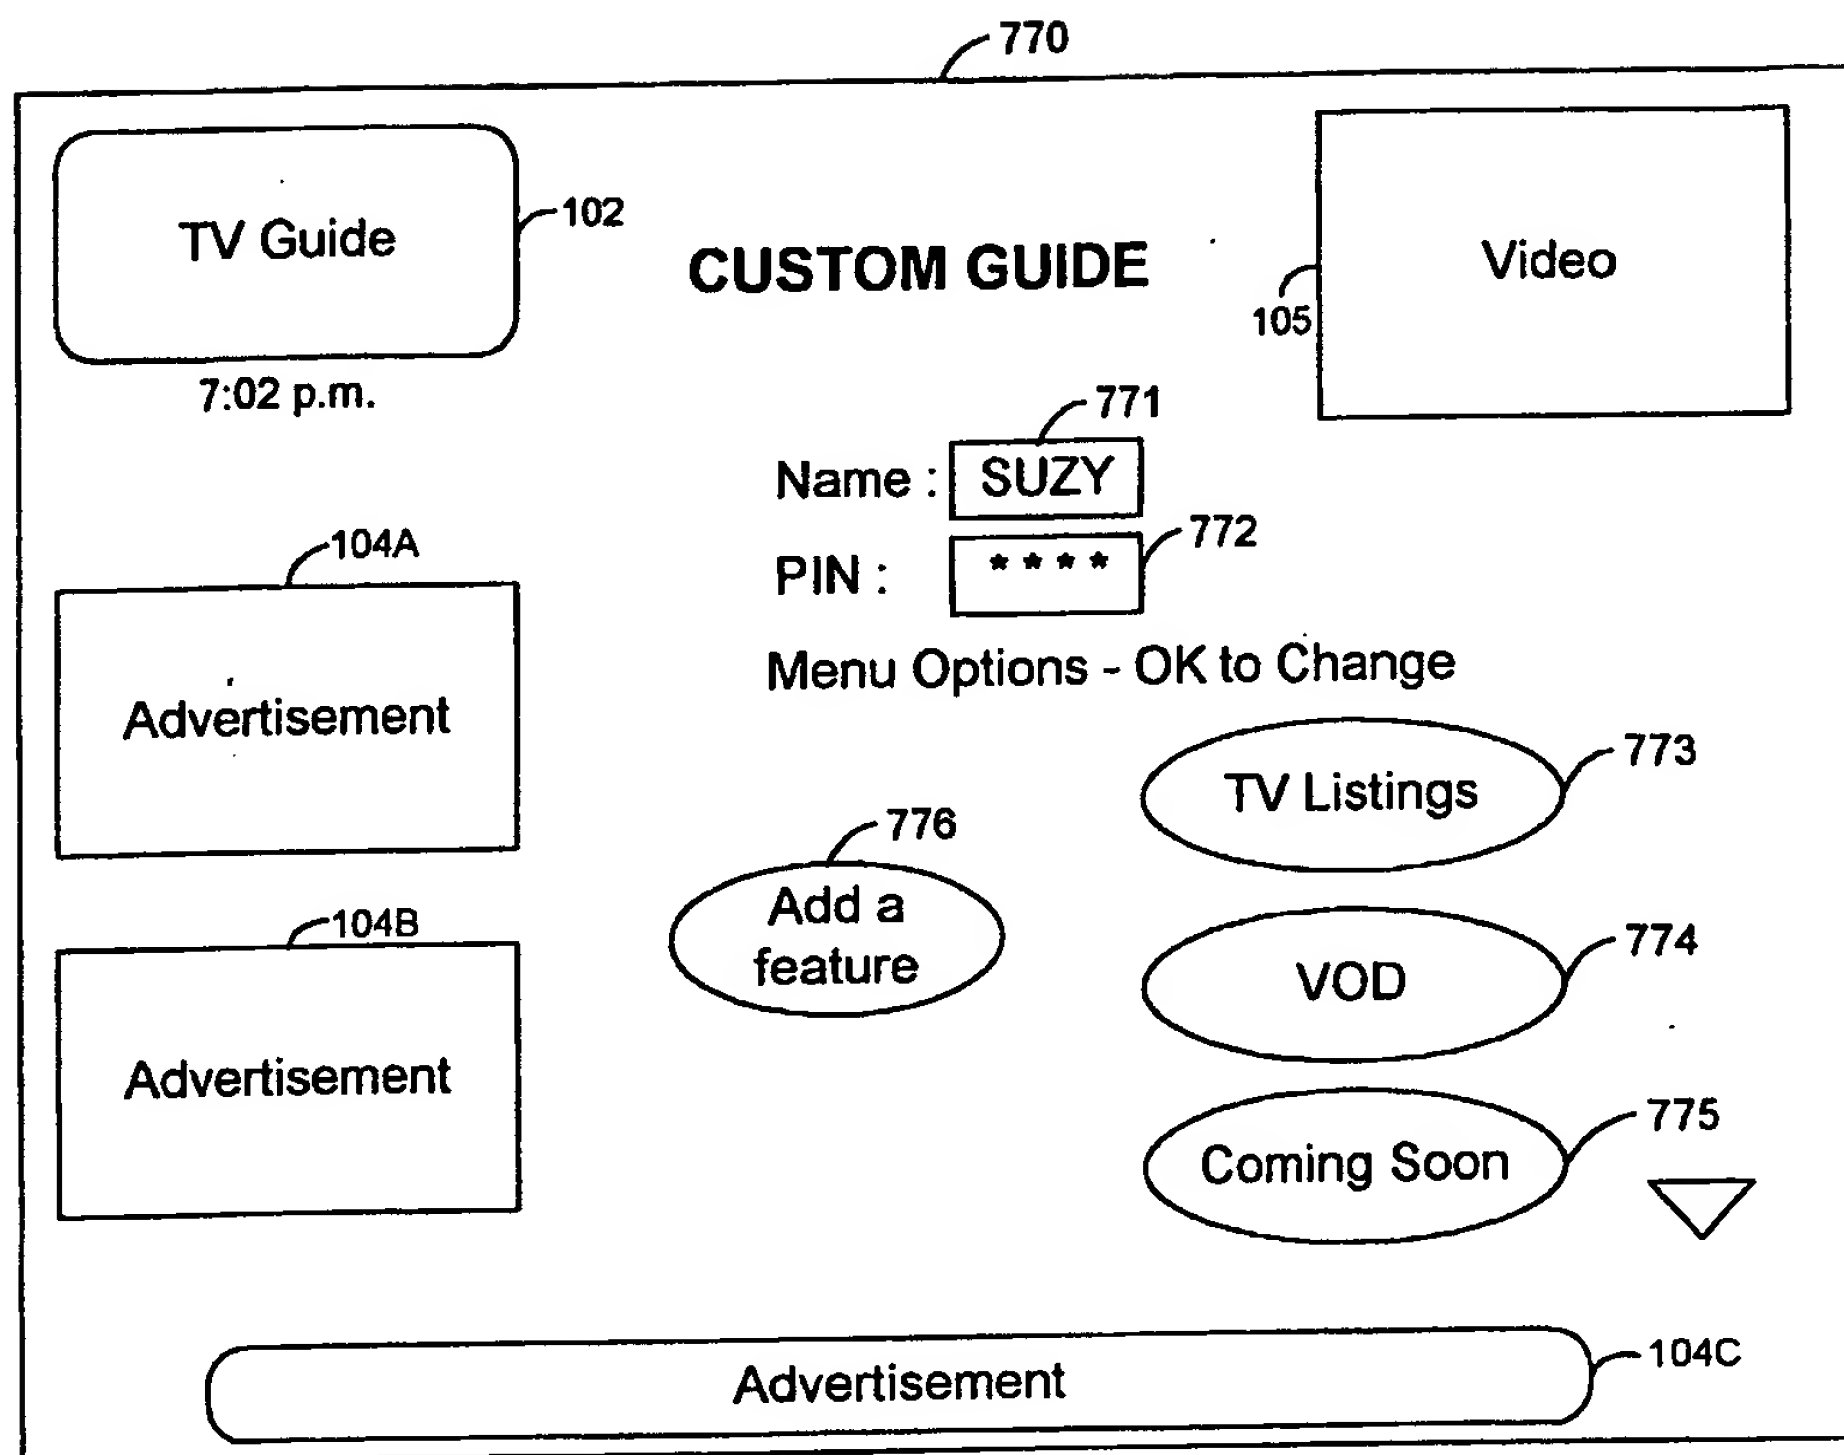 770
TV Guide
102
CUSTOM GUIDE
Video
105
7:02 p.m.
771
Name : SUZY
772
PIN : * * * *
Menu Options - OK to Change
104A
Advertisement
773
TV Listings
776
Add a
feature
104B
Advertisement
774
VOD
775
Coming Soon
Advertisement
104C